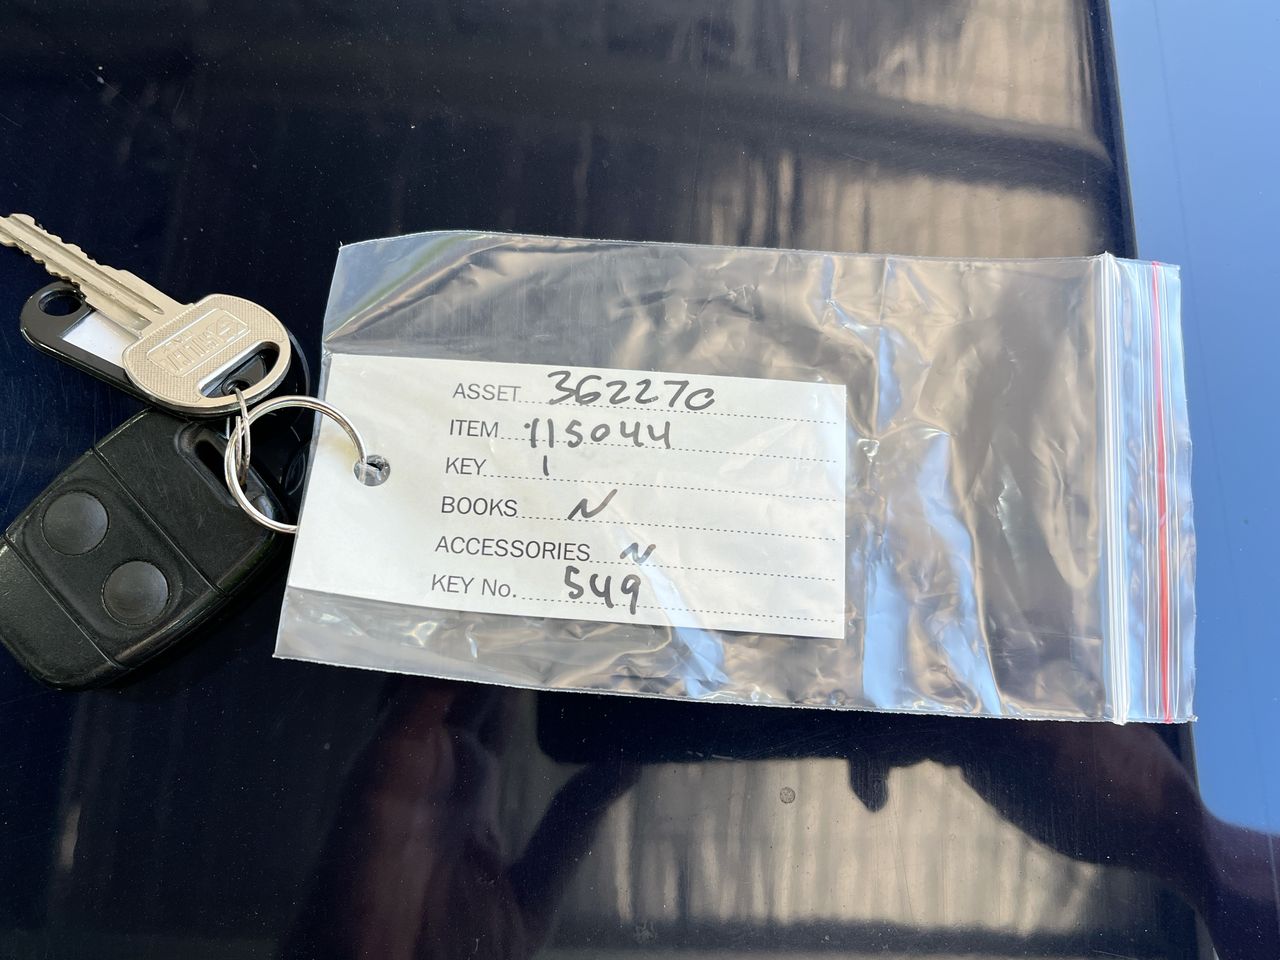 ASSET 362270
ITEM 115044
KEY 1
BOOKS N
ACCESSORIES N
KEY No. 549